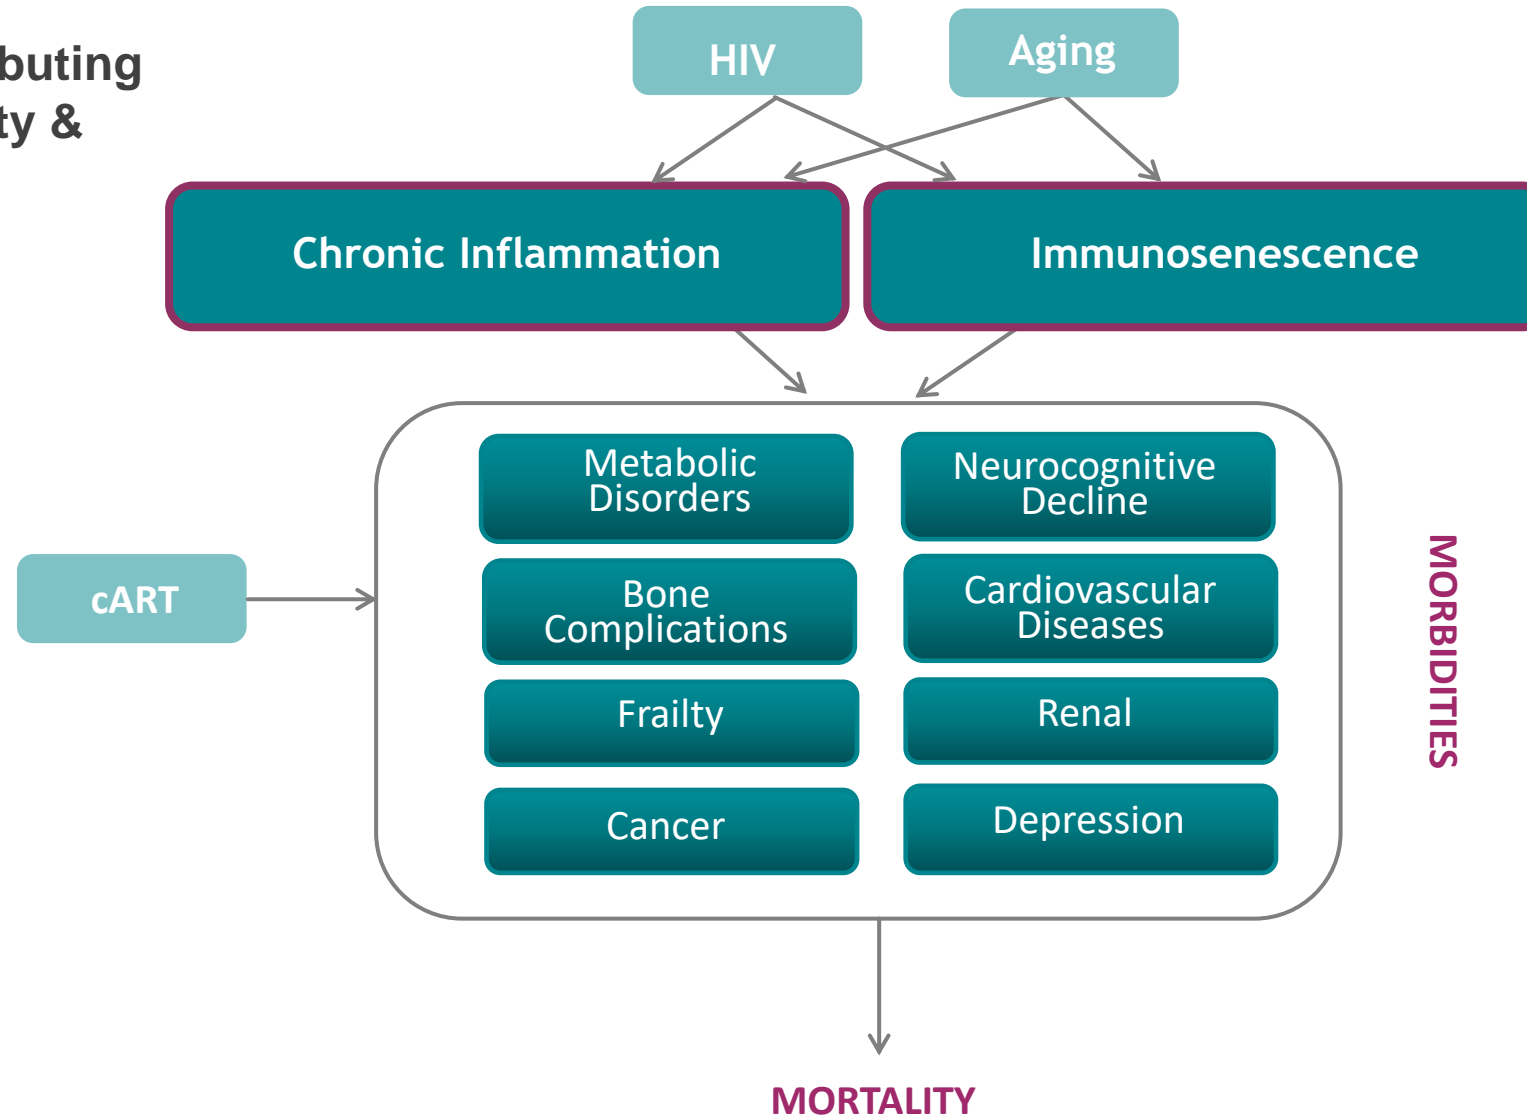 buting
ty &
HIV
Aging
Chronic Inflammation
Immunosenescence
Metabolic
Disorders
Neurocognitive
Decline
Bone
Complications
Cardiovascular
Diseases
cART
Frailty
Renal
Cancer
Depression
MORBIDITIES
MORTALITY